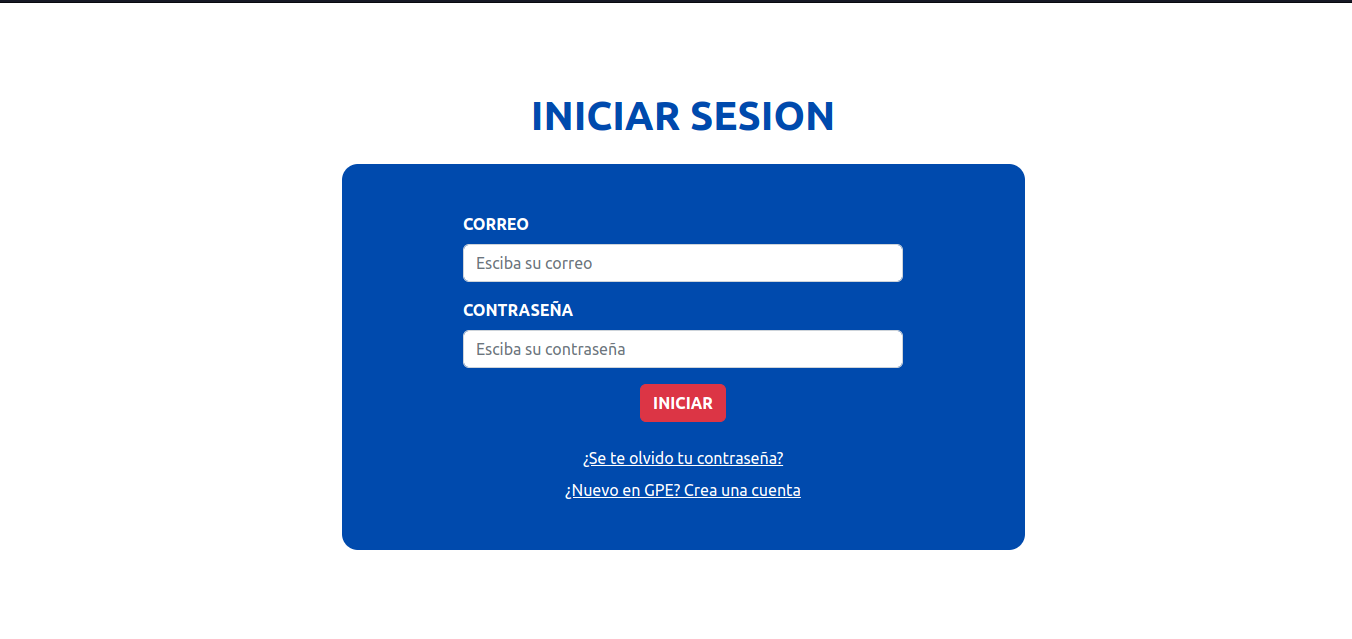 INICIAR SESION
CORREO
Esciba su correo
CONTRASEÑA
Esciba su contraseña
INICIAR
¿Se te olvido tu contraseña?
¿Nuevo en GPE? Crea una cuenta